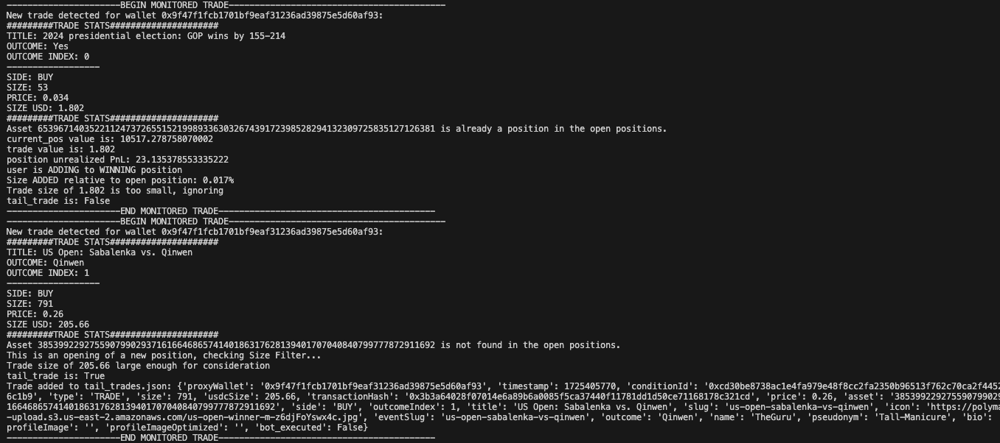 ----------------------BEGIN MONITORED TRADE------------------------------------------
New trade detected for wallet 0x9f47f1fcb1701bf9eaf31236ad39875e5d60af93:
#########TRADE STATS#####################
TITLE: 2024 presidential election: GOP wins by 155-214
OUTCOME: Yes
OUTCOME INDEX: 0
------------------
SIDE: BUY
SIZE: 53
PRICE: 0.034
SIZE USD: 1.802
#########TRADE STATS#####################
Asset 65396714035221124737265515219989336303267439172398528294132309725835127126381 is already a position in the open positions.
current_pos value is: 10517.278758070002
trade value is: 1.802
position unrealized PnL: 23.135378553335222
user is ADDING to WINNING position
Size ADDED relative to open position: 0.017%
Trade size of 1.802 is too small, ignoring
tail_trade is: False
----------------------END MONITORED TRADE----------------------------------------
----------------------BEGIN MONITORED TRADE------------------------------------------
New trade detected for wallet 0x9f47f1fcb1701bf9eaf31236ad39875e5d60af93:
#########TRADE STATS#####################
TITLE: US Open: Sabalenka vs. Qinwen
OUTCOME: Qinwen
OUTCOME INDEX: 1
------------------
SIDE: BUY
SIZE: 791
PRICE: 0.26
SIZE USD: 205.66
#########TRADE STATS#####################
Asset 38539922927559079902937161664686574140186317628139401707040840799777872911692 is not found in the open positions.
This is an opening of a new position, checking Size Filter...
Trade size of 205.66 large enough for consideration
tail_trade is: True
Trade added to tail_trades.json: {'proxyWallet': '0x9f47f1fcb1701bf9eaf31236ad39875e5d60af93', 'timestamp': 1725405770, 'conditionId': '0xcd30be8738ac1e4fa979e48f8cc2fa2350b96513f762c70ca2f4452
6c1b9', 'type': 'TRADE', 'size': 791, 'usdcSize': 205.66, 'transactionHash': '0x3b3a64028f07014e6a89b6a0085f5ca37440f11781dd1d50ce71168178c321cd', 'price': 0.26, 'asset': '385399229275590799029
1664686574140186317628139401707040840799777872911692', 'side': 'BUY', 'outcomeIndex': 1, 'title': 'US Open: Sabalenka vs. Qinwen', 'slug': 'us-open-sabalenka-vs-qinwen', 'icon': 'https://polyma
-upload.s3.us-east-2.amazonaws.com/us-open-winner-m-z6djFoYswx4c.jpg', 'eventSlug': 'us-open-sabalenka-vs-qinwen', 'outcome': 'Qinwen', 'name': 'TheGuru', 'pseudonym': 'Tall-Manicure', 'bio':
profileImage': '', 'profileImageOptimized': '', 'bot_executed': False}
----------------------END MONITORED TRADE----------------------------------------